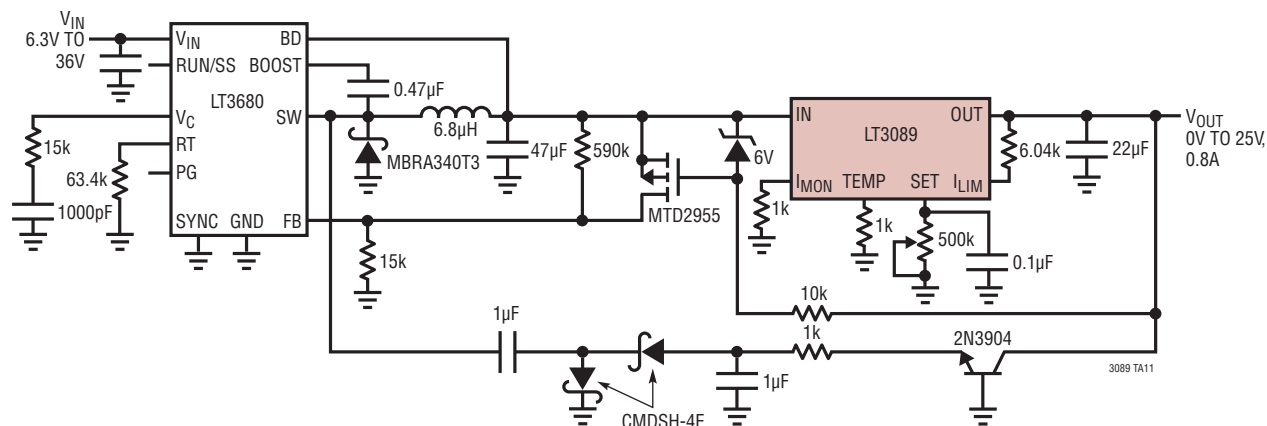 VIN
6.3V TO
36V
VIN
RUN/SS
VC
RT
PG
SYNC
GND
BD
BOOST
SW
FB
LT3680
15k
1000pF
63.4k
0.47µF
6.8µH
MBRA340T3
47µF
590k
15k
MTD2955
6V
IN
OUT
LT3089
IMON
TEMP
SET
ILIM
1k
1k
500k
0.1µF
6.04k
22µF
VOUT
0V TO 25V,
0.8A
10k
1µF
1k
1µF
2N3904
CMDSH-4E
3089 TA11